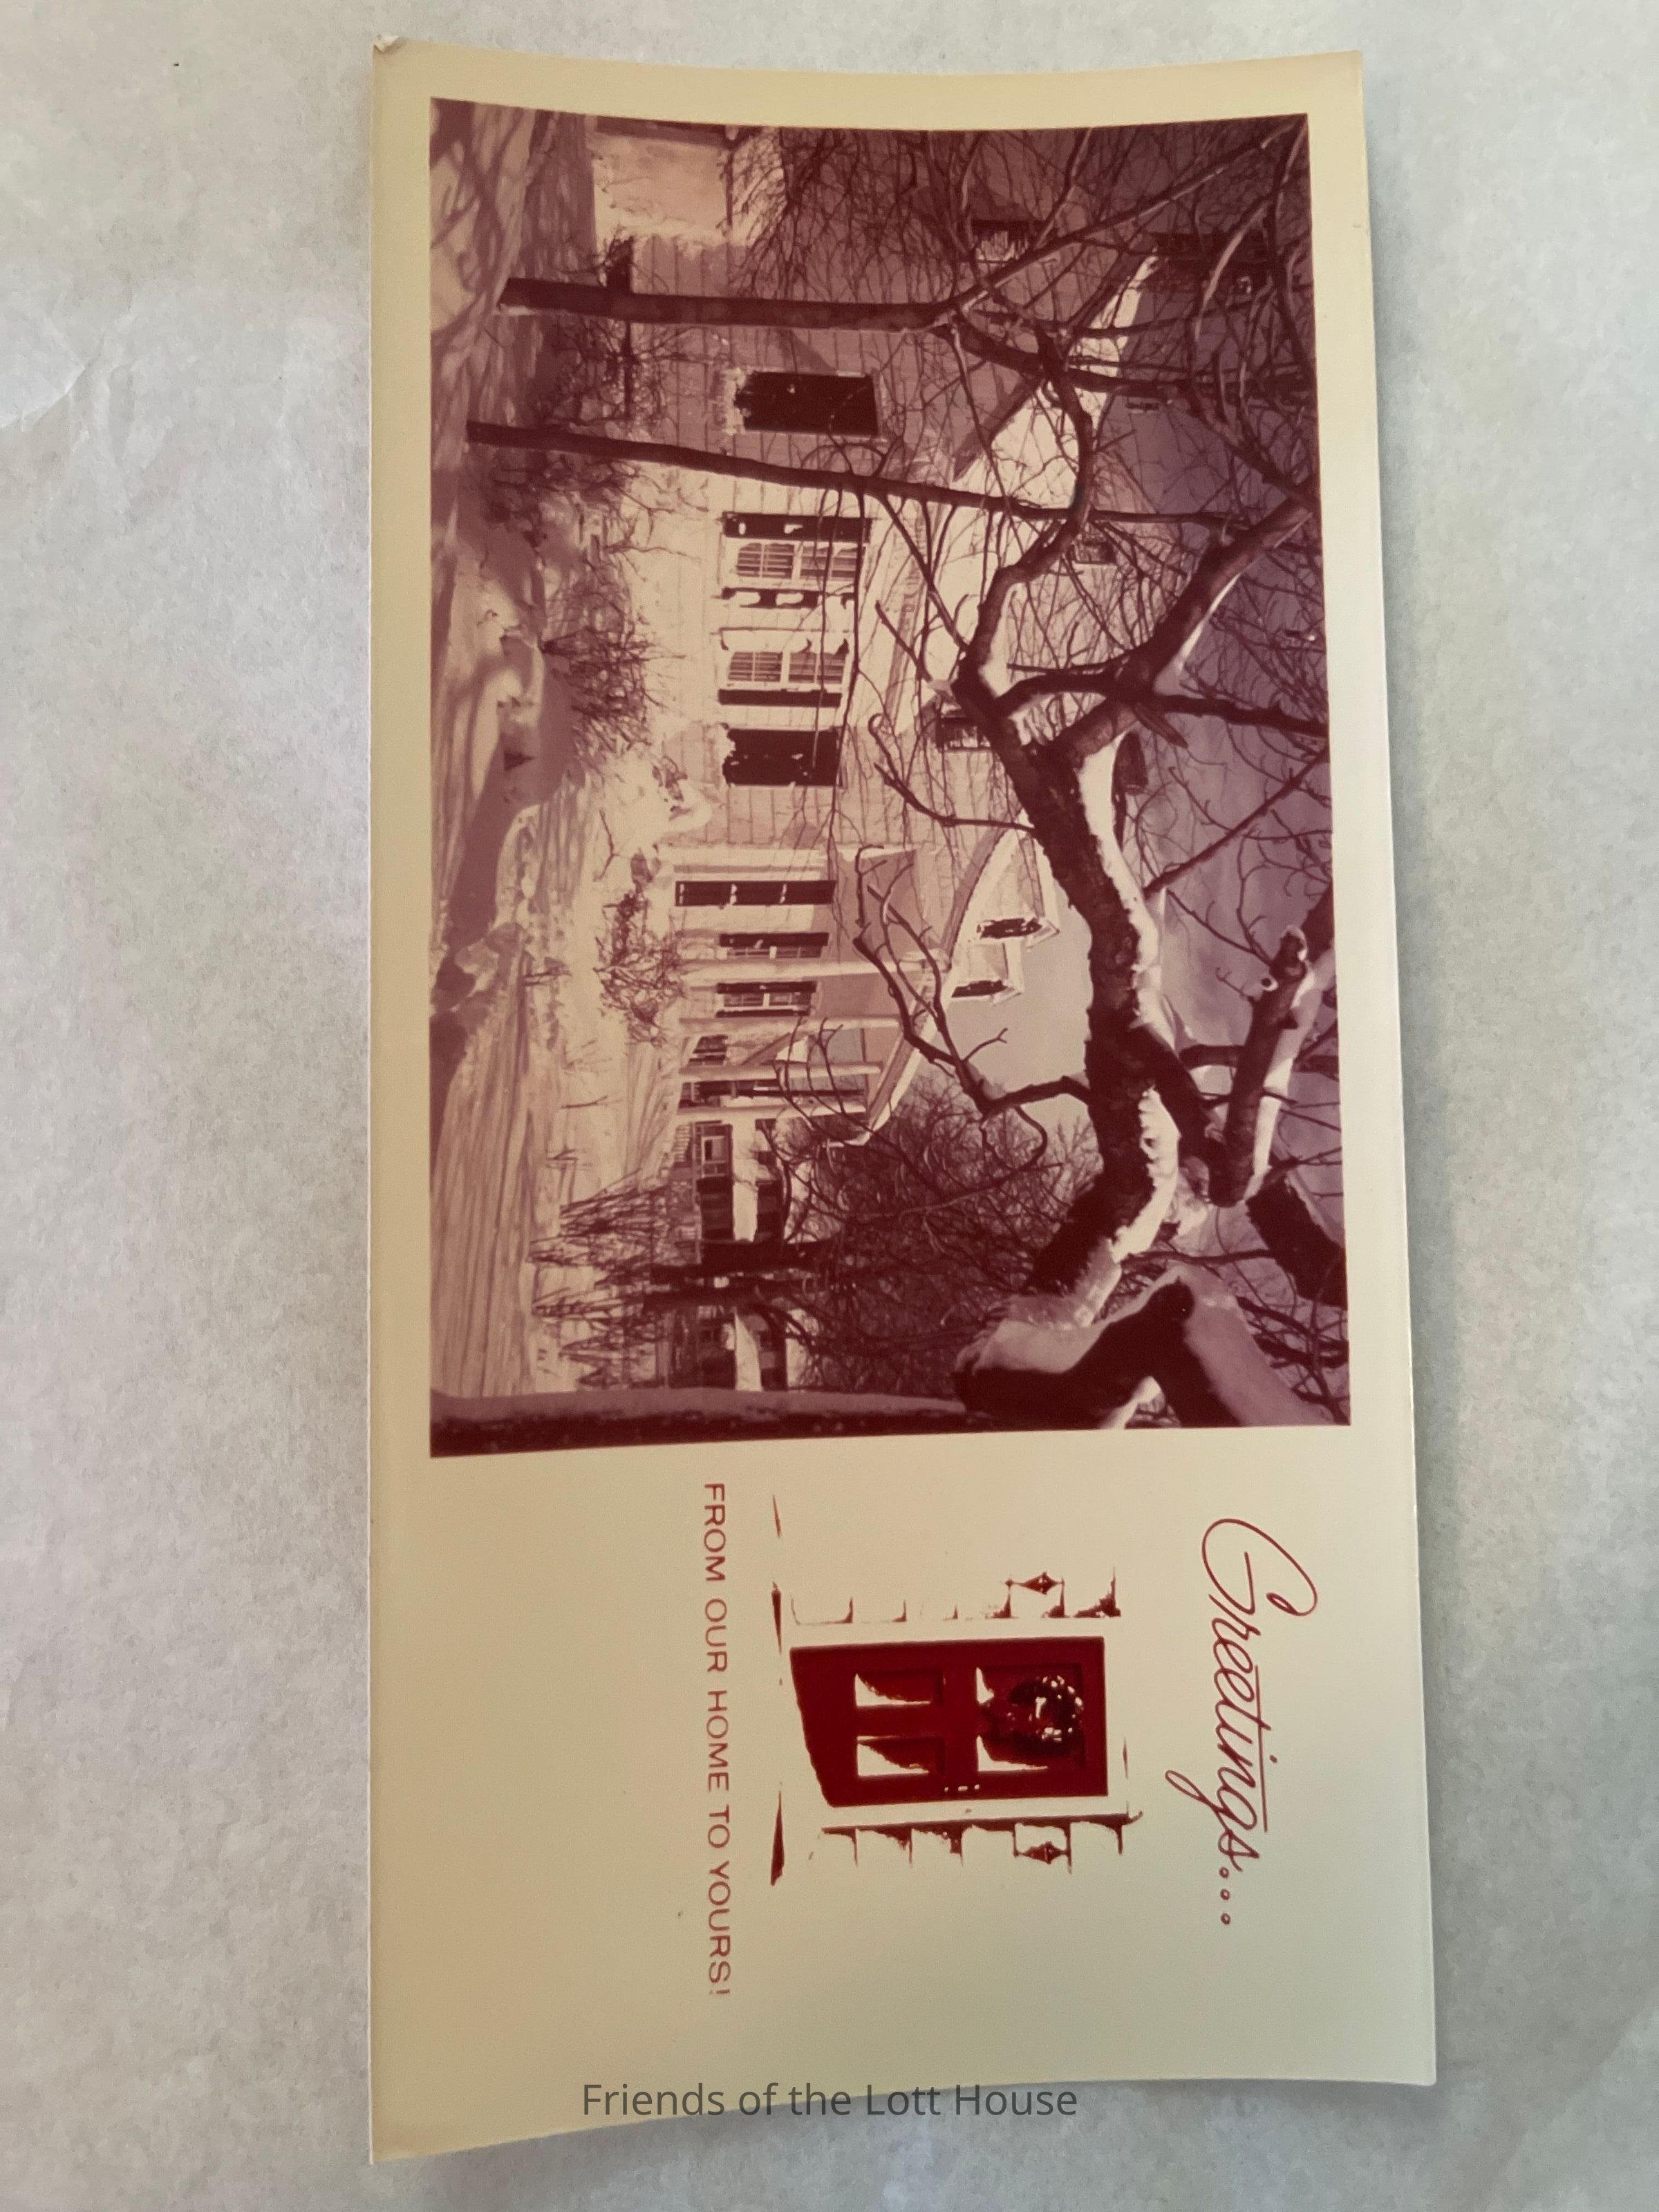 Greetings...
FROM OUR HOME TO YOURS!
Friends of the Lott House